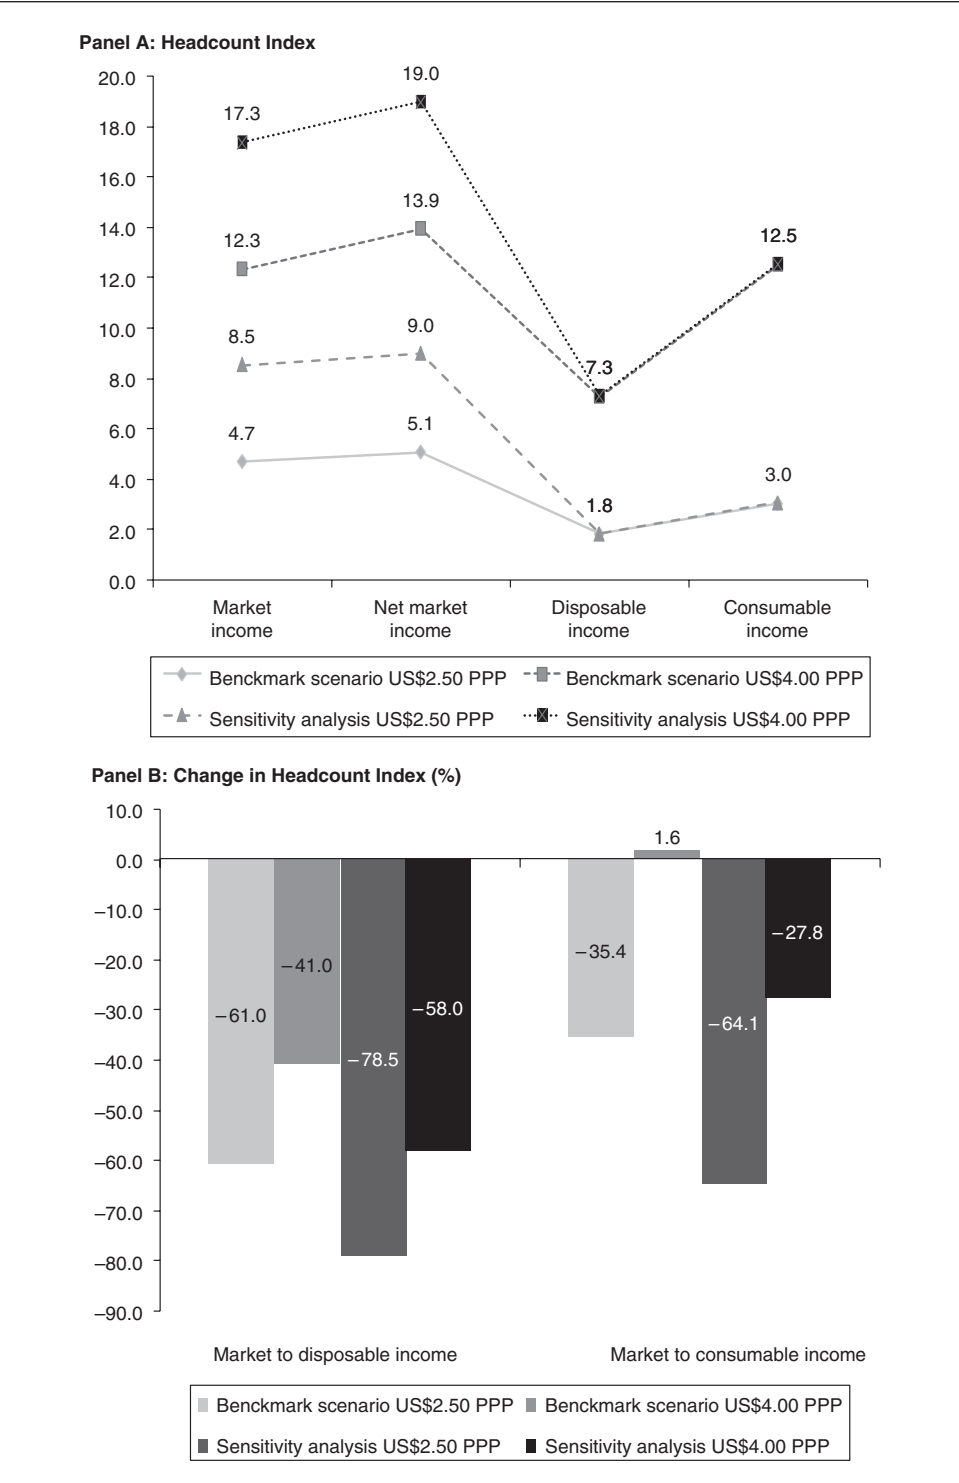 Panel A: Headcount Index
20.0
18.0
16.0
14.0
12.0
10.0
8.0
6.0
4.0
2.0
0.0
17.3
19.0
12.3
13.9
8.5
9.0
4.7
5.1
7.3
1.8
12.5
3.0
Market income
Net market income
Disposable income
Consumable income
Benckmark scenario US$2.50 PPP
Benckmark scenario US$4.00 PPP
Sensitivity analysis US$2.50 PPP
Sensitivity analysis US$4.00 PPP
Panel B: Change in Headcount Index (%)
10.0
0.0
–10.0
–20.0
–30.0
–40.0
–50.0
–60.0
–70.0
–80.0
–90.0
–61.0
–41.0
–78.5
–58.0
–35.4
1.6
–64.1
–27.8
Market to disposable income
Market to consumable income
Benckmark scenario US$2.50 PPP
Benckmark scenario US$4.00 PPP
Sensitivity analysis US$2.50 PPP
Sensitivity analysis US$4.00 PPP